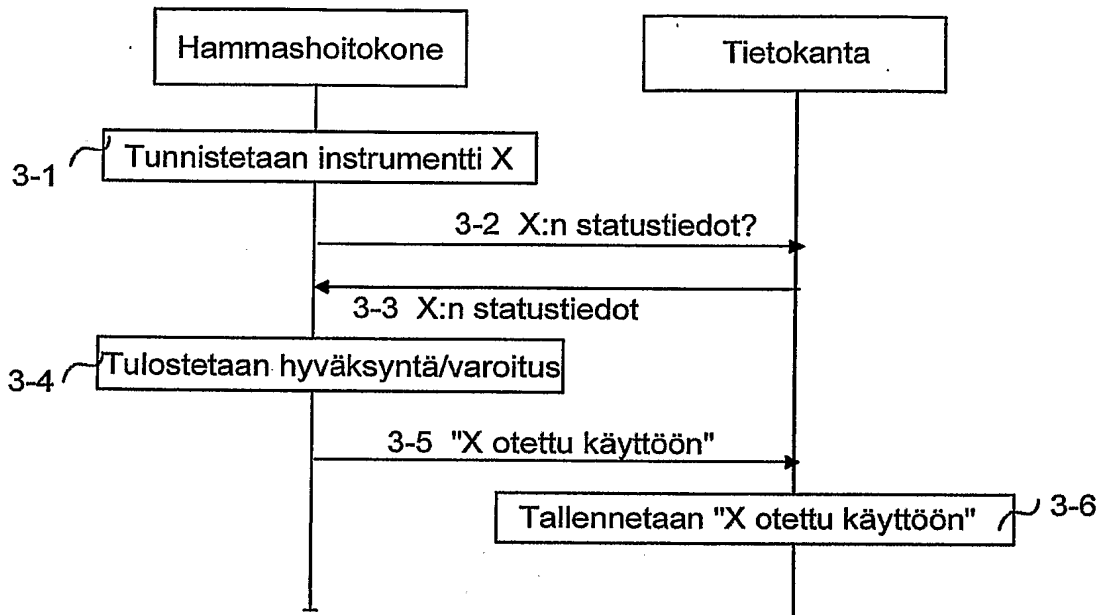 Hammashoitokone
Tietokanta
Tunnistetaan instrumentti X
3-1
3-2 X:n statustiedot?
3-3 X:n statustiedot
Tulostetaan hyväksyntä/varoitus
3-4
3-5 "X otettu käyttöön"
Tallennetaan "X otettu käyttöön"
3-6